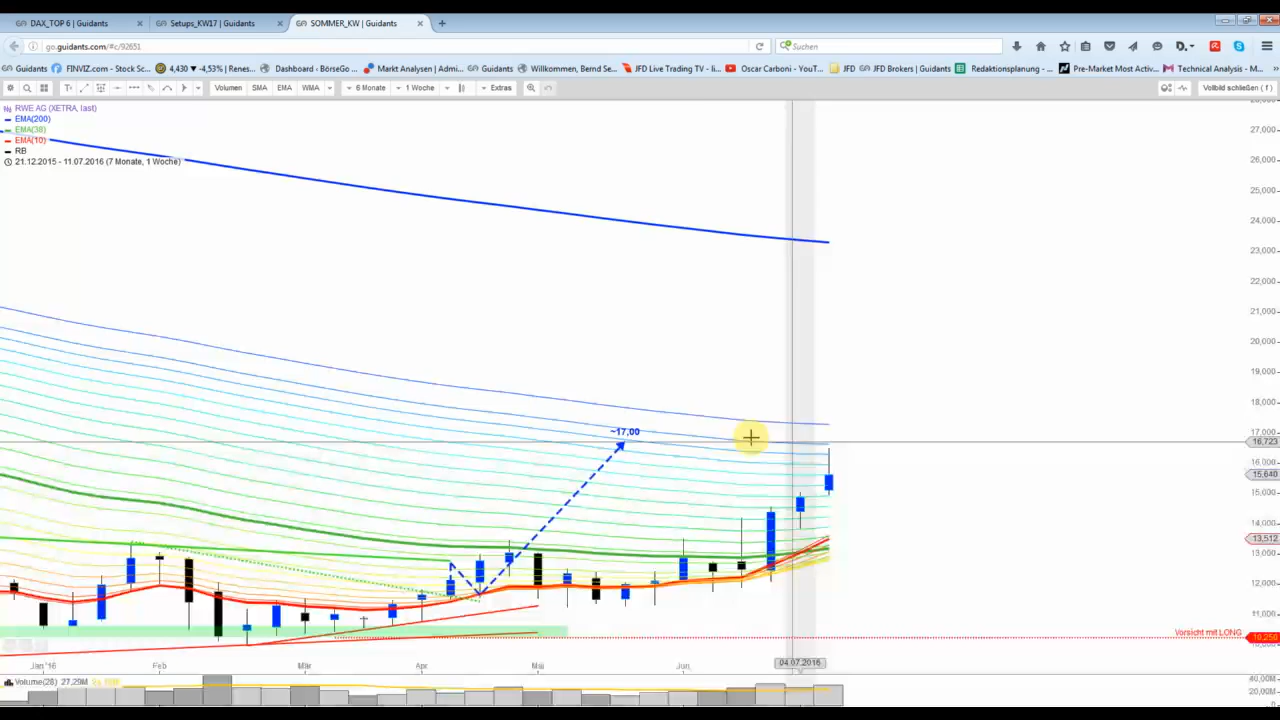 DAX_TOP 6 | Guidants
Setups_KW17 | Guidants
SOMMER_KW | Guidants
go.guidants.com/#c/92651
Suchen
D..
Guidants
FINVIZ.com - Stock Sc...
4,430 ▼ -4,53% | Renes...
Dashboard - BörseGo ...
Markt Analysen | Admi...
Guidants
Willkommen, Bernd Se...
JFD Live Trading TV - li...
Oscar Carboni - YouT...
JFD
JFD Brokers | Guidants
Redaktionsplanung - ...
Pre-Market Most Activ...
Technical Analysis - M...
Volumen
SMA
EMA
WMA
6 Monate
1 Woche
Extras
Vollbild schließen ( f )
RWE AG (XETRA, last)
EMA(200)
EMA(38)
EMA(10)
RB
21.12.2015 - 11.07.2016 (7 Monate, 1 Woche)
27,000
26,000
25,000
24,000
23,000
22,000
21,000
20,000
19,000
18,000
~17,00
17,000
16,723
16,000
15,640
15,000
14,000
13,512
13,000
12,000
11,000
Vorsicht mit LONG
10,250
Jan '16
Feb
Mär
Apr
Mai
Jun
04.07.2016
Volume(26) 27,29M
40,00M
20,00M